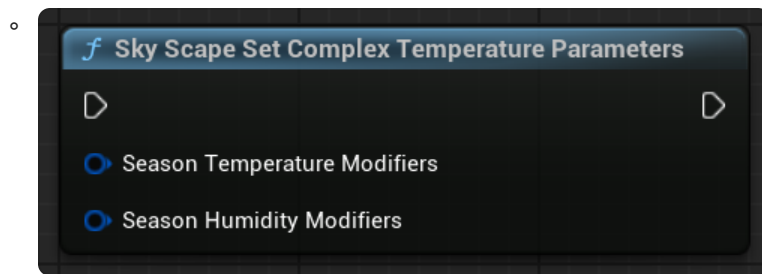 Sky Scape Set Complex Temperature Parameters
Season Temperature Modifiers
Season Humidity Modifiers